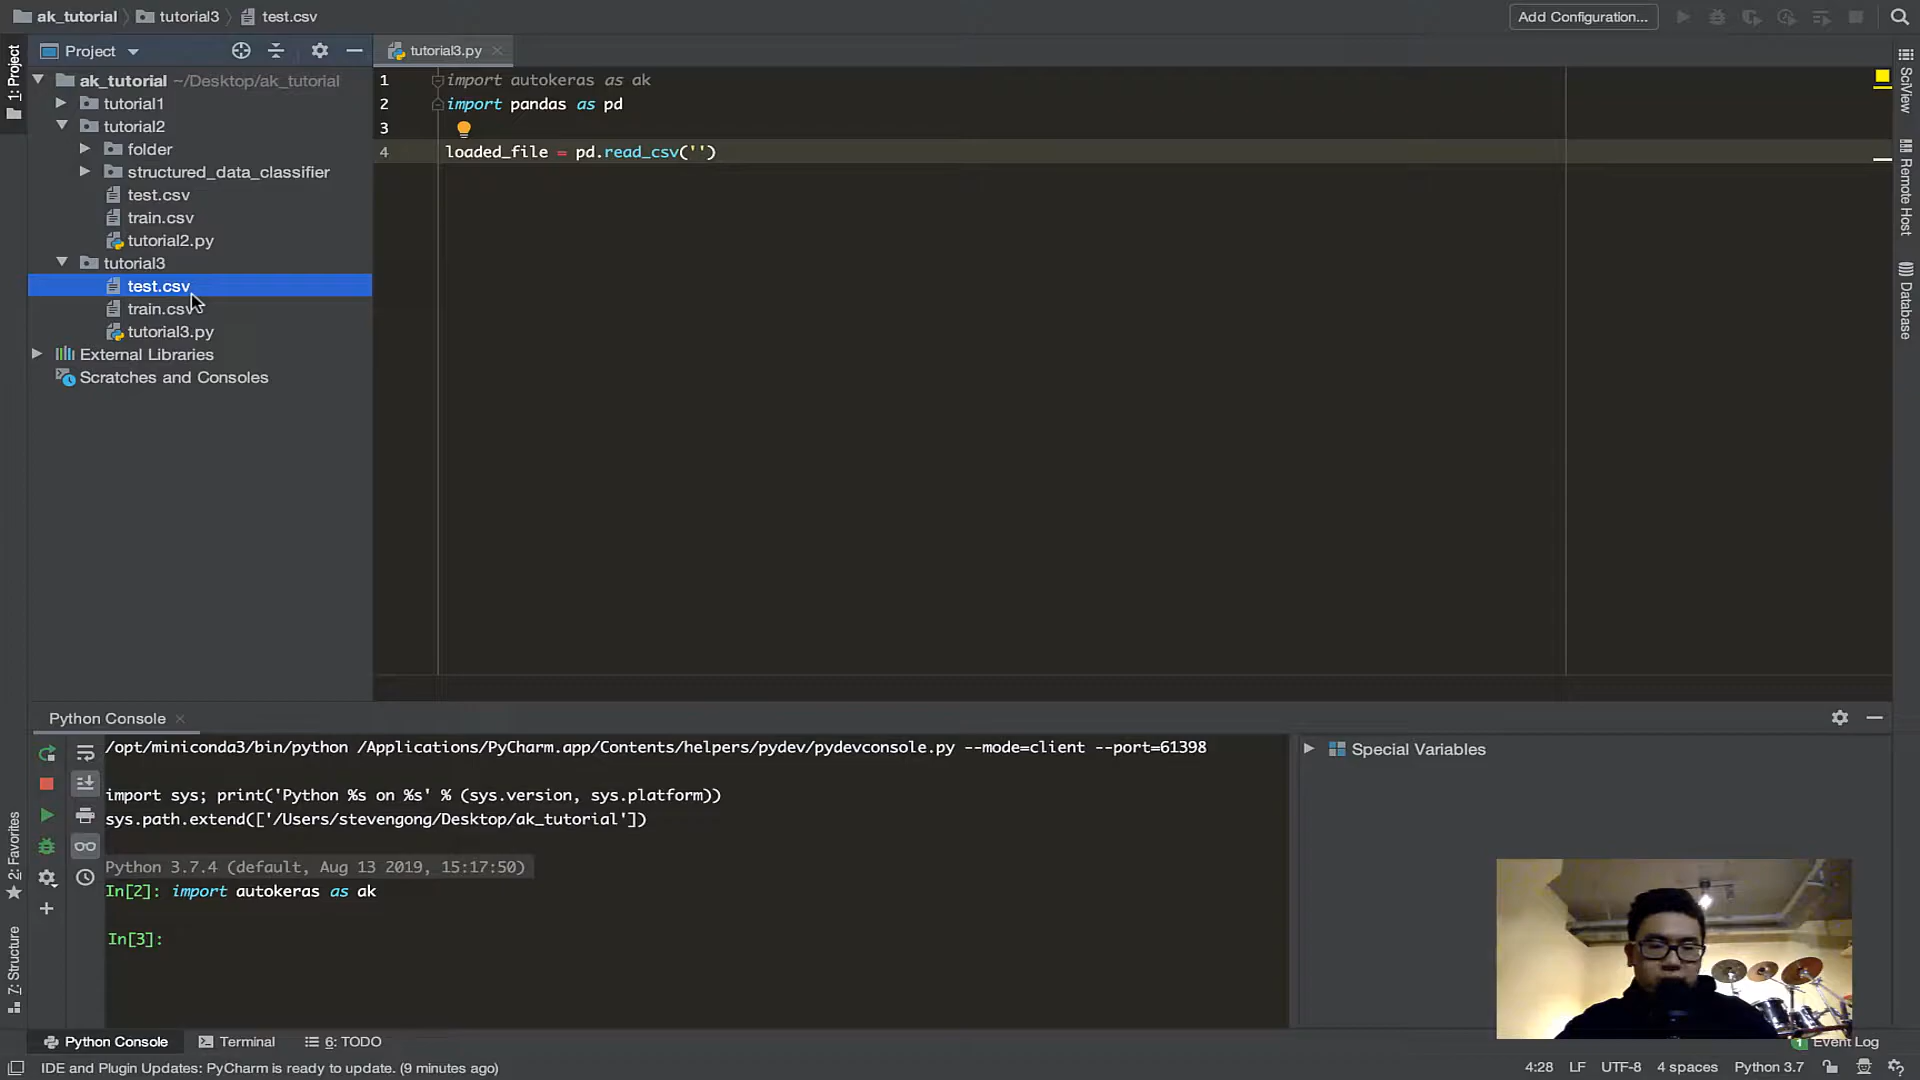 ak_tutorial tutorial3 test.csv
Add Configuration...
1: Project
Project
tutorial3.py
ak_tutorial ~/Desktop/ak_tutorial
tutorial1
tutorial2
folder
structured_data_classifier
test.csv
train.csv
tutorial2.py
tutorial3
test.csv
train.csv
tutorial3.py
External Libraries
Scratches and Consoles
1 import autokeras as ak
2 import pandas as pd
3
4 loaded_file = pd.read_csv('')
SciView
Remote Host
Database
Python Console
/opt/miniconda3/bin/python /Applications/PyCharm.app/Contents/helpers/pydev/pydevconsole.py --mode=client --port=61398
import sys; print('Python %s on %s' % (sys.version, sys.platform))
sys.path.extend(['/Users/stevengong/Desktop/ak_tutorial'])
Python 3.7.4 (default, Aug 13 2019, 15:17:50)
In[2]: import autokeras as ak
In[3]:
Special Variables
2: Favorites
7: Structure
Python Console
Terminal
6: TODO
1 Event Log
IDE and Plugin Updates: PyCharm is ready to update. (9 minutes ago)
4:28 LF UTF-8 4 spaces Python 3.7